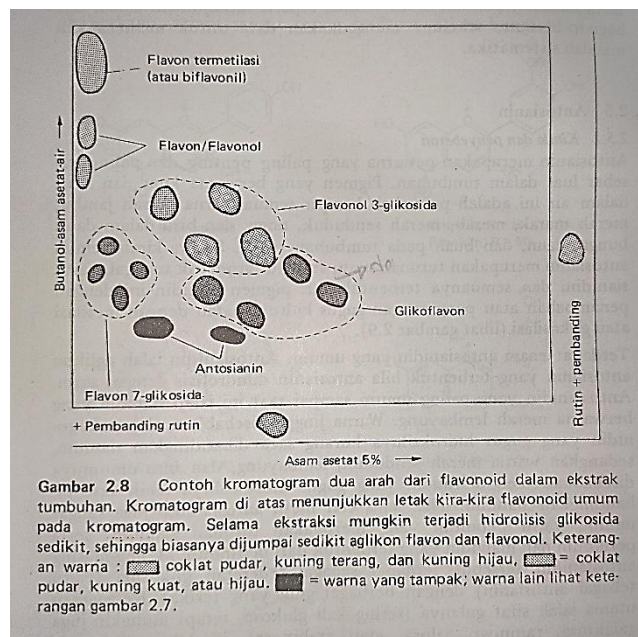 Flavon termetilasi
(atau biflavonil)
Flavon/Flavonol
Flavonol 3-glikosida
Glikoflavon
Antosianin
Flavon 7-glikosida
Butanol-asam asetat-air
Rutin + pembanding
+ Pembanding rutin
Asam asetat 5%
Gambar 2.8 Contoh kromatogram dua arah dari flavonoid dalam ekstrak
tumbuhan. Kromatogram di atas menunjukkan letak kira-kira flavonoid umum
pada kromatogram. Selama ekstraksi mungkin terjadi hidrolisis glikosida
sedikit, sehingga biasanya dijumpai sedikit aglikon flavon dan flavonol. Keterang-
an warna : coklat pudar, kuning terang, dan kuning hijau, = coklat
pudar, kuning kuat, atau hijau. = warna yang tampak; warna lain lihat kete-
rangan gambar 2.7.